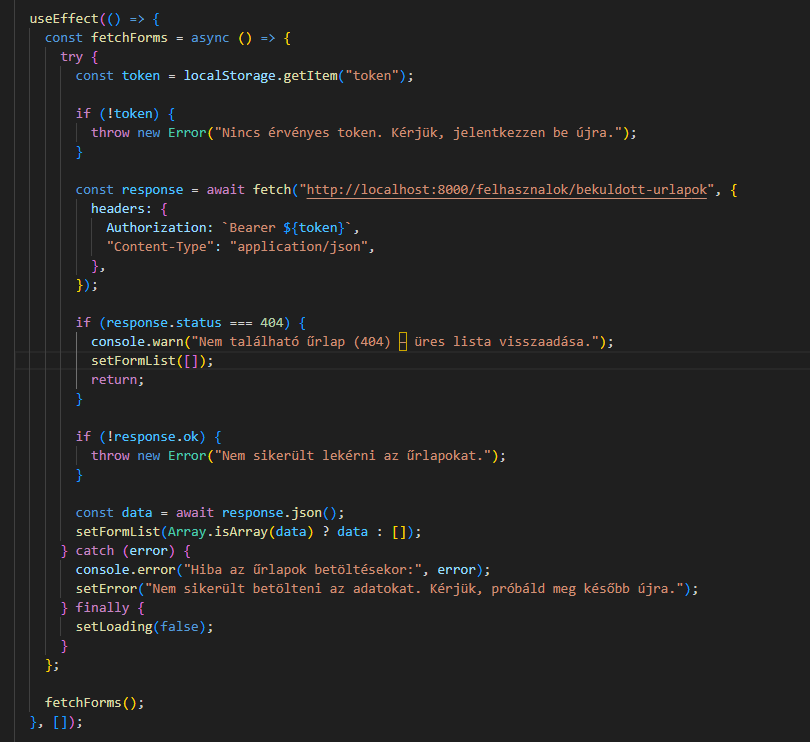 useEffect(() => {
  const fetchForms = async () => {
    try {
      const token = localStorage.getItem("token");

      if (!token) {
        throw new Error("Nincs érvényes token. Kérjük, jelentkezzen be újra.");
      }

      const response = await fetch("http://localhost:8000/felhasznalok/bekuldott-urlapok", {
        headers: {
          Authorization: `Bearer ${token}`,
          "Content-Type": "application/json",
        },
      });

      if (response.status === 404) {
        console.warn("Nem található űrlap (404) – üres lista visszaadása.");
        setFormList([]);
        return;
      }

      if (!response.ok) {
        throw new Error("Nem sikerült lekérni az űrlapokat.");
      }

      const data = await response.json();
      setFormList(Array.isArray(data) ? data : []);
    } catch (error) {
      console.error("Hiba az űrlapok betöltésekor:", error);
      setError("Nem sikerült betölteni az adatokat. Kérjük, próbáld meg később újra.");
    } finally {
      setLoading(false);
    }
  };

  fetchForms();
}, []);